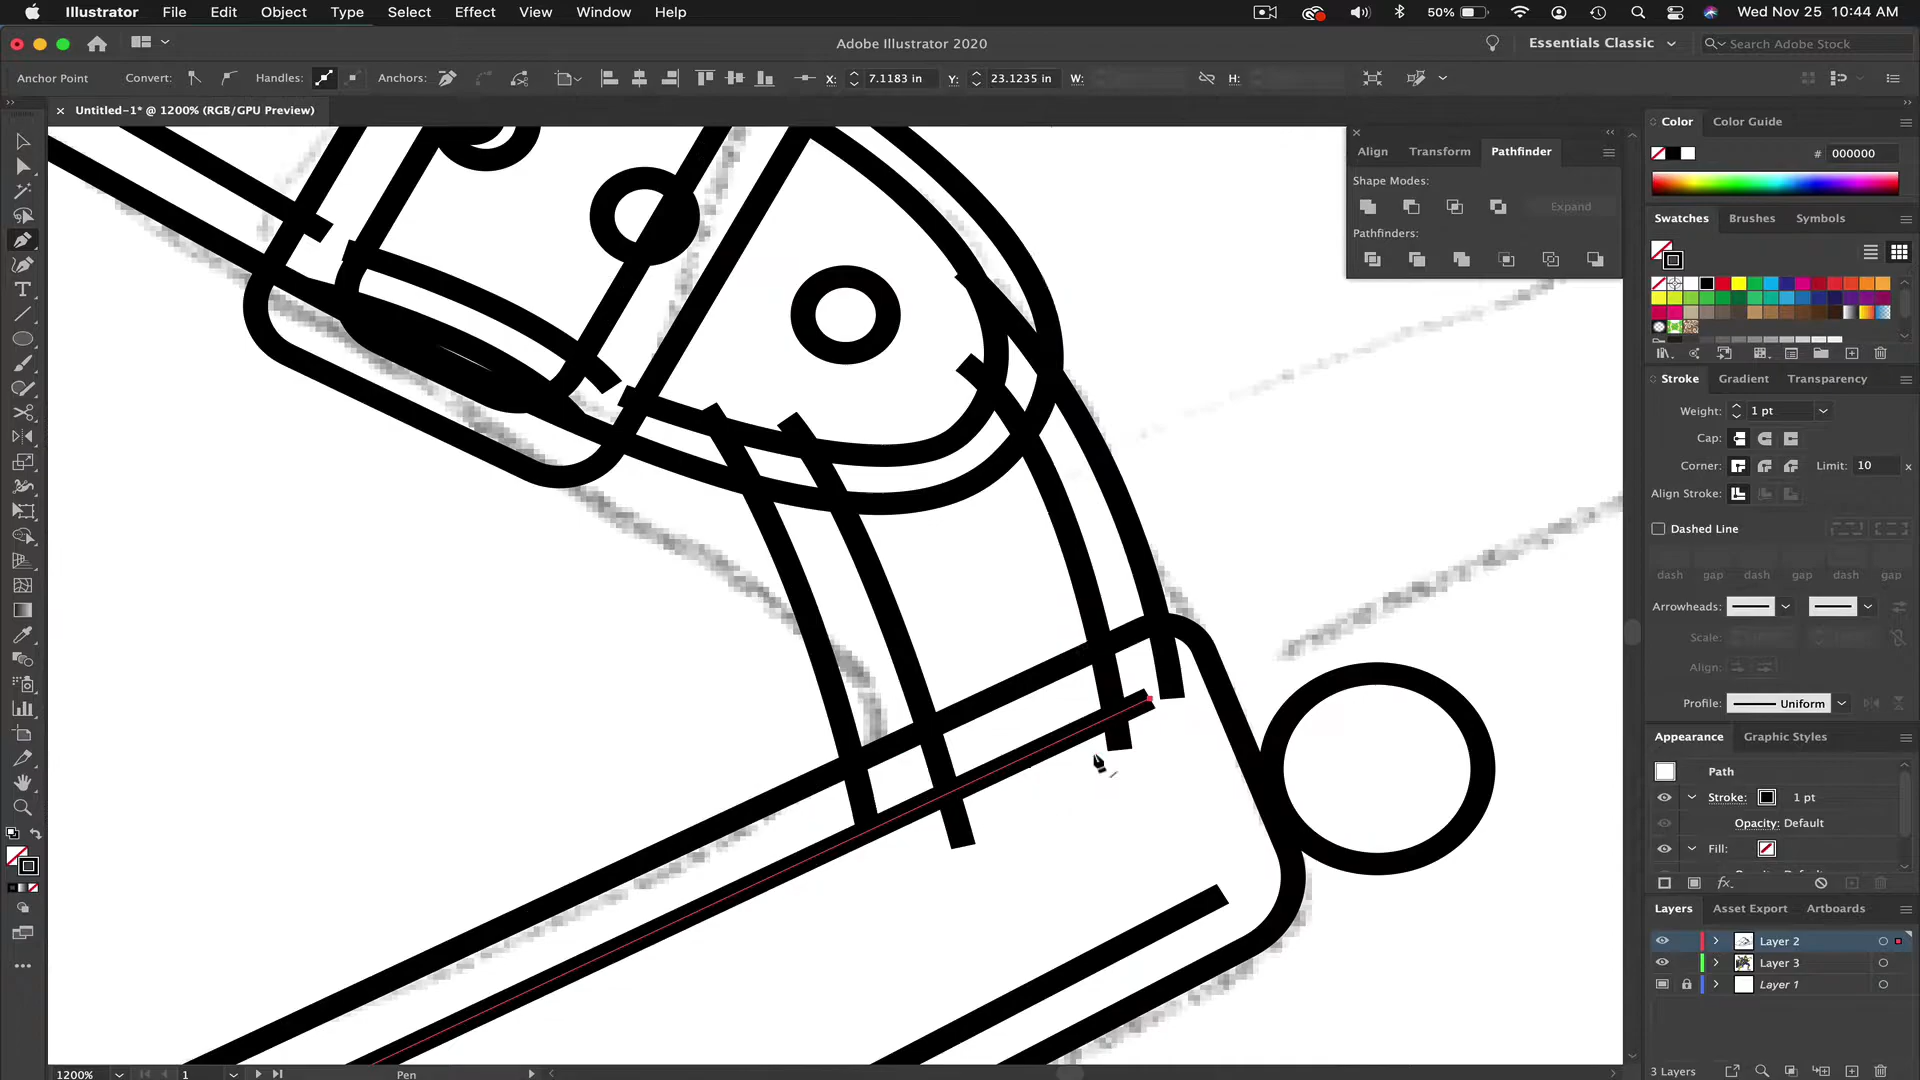 Illustrator File Edit Object Type Select Effect View Window Help 50% Wed Nov 25 10:44 AM
Adobe Illustrator 2020 Essentials Classic Search Adobe Stock
Anchor Point Convert: Handles: Anchors: X: 7.1183 in Y: 23.1235 in W: H:
Untitled-1* @ 1200% (RGB/GPU Preview)
Align Transform Pathfinder
Shape Modes:
Expand
Pathfinders:
Color Color Guide
# 000000
Swatches Brushes Symbols
Stroke Gradient Transparency
Weight: 1 pt
Cap:
Corner: Limit: 10 x
Align Stroke:
Dashed Line
dash gap dash gap dash gap
Arrowheads:
Scale:
Align:
Profile: Uniform
Appearance Graphic Styles
Path
Stroke: 1 pt
Opacity: Default
Fill:
Layers Asset Export Artboards
Layer 2
Layer 3
Layer 1
3 Layers
1200% 1 Pen